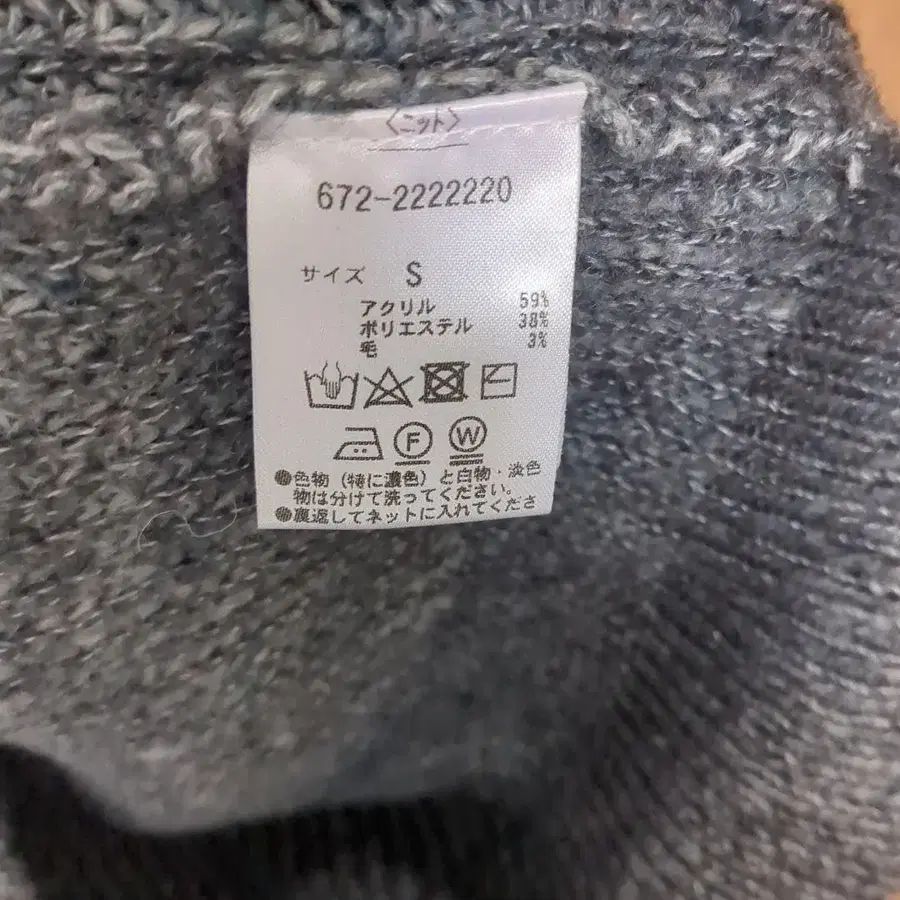 〈ニット〉
672-2222220
サイズ S
アクリル 59%
ポリエステル 38%
毛 3%
F W
●色物(特に濃色)と白物・淡色
物は分けて洗ってください。
●裏返してネットに入れてくださ